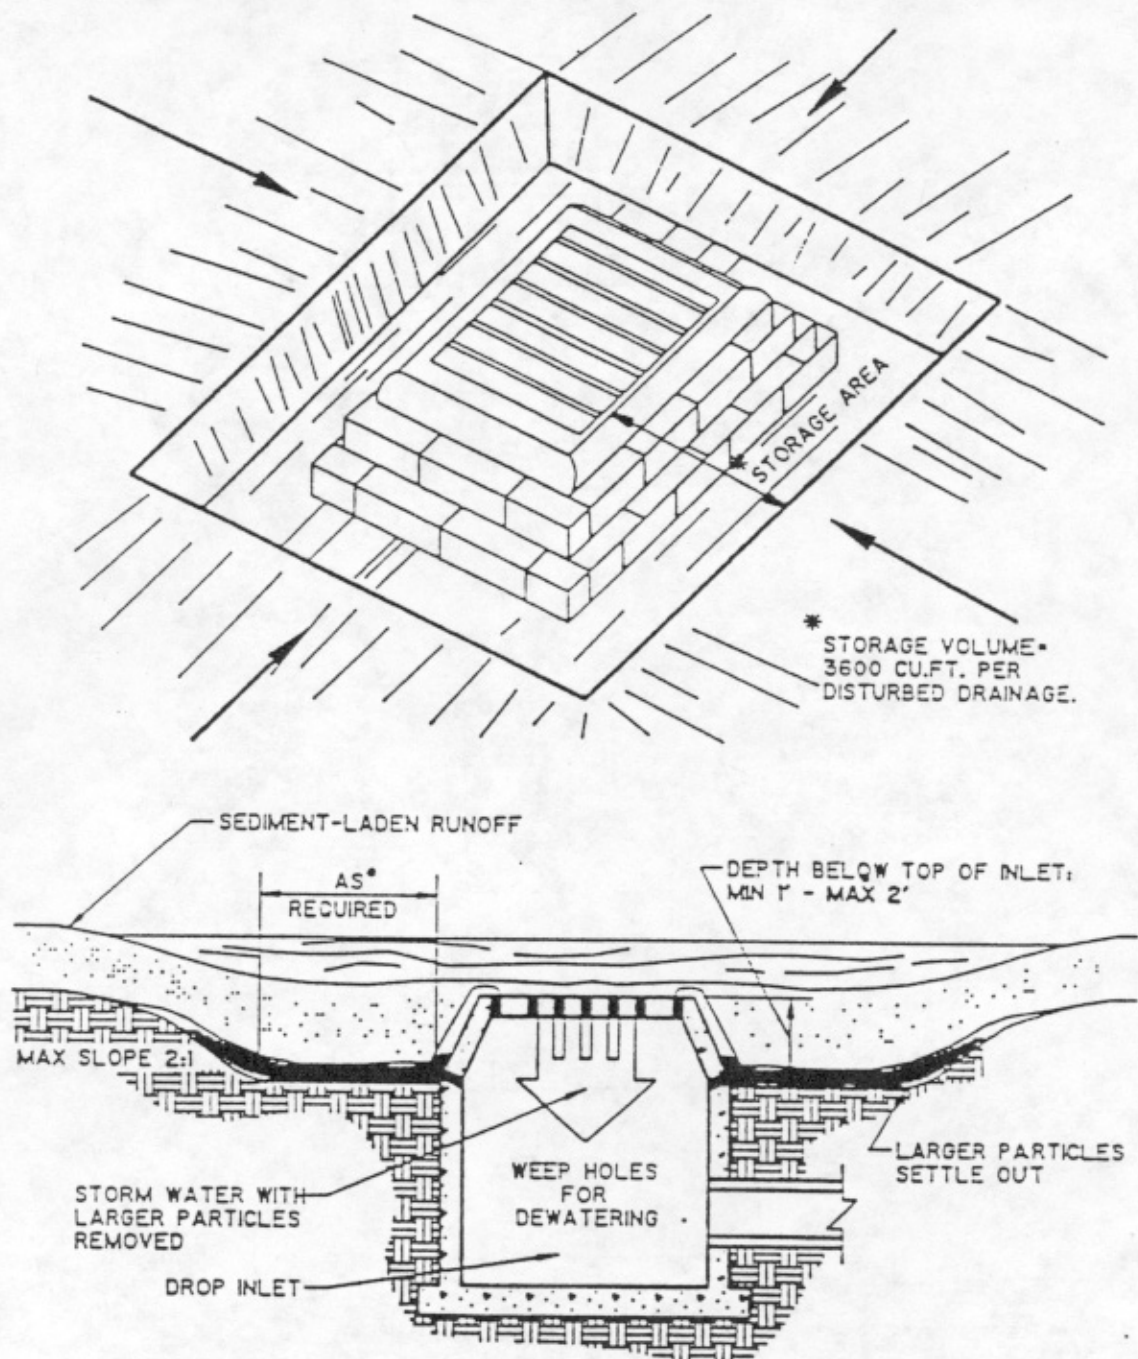 * STORAGE AREA
*
STORAGE VOLUME=
3600 CU.FT. PER
DISTURBED DRAINAGE.
SEDIMENT-LADEN RUNOFF
AS*
REQUIRED
DEPTH BELOW TOP OF INLET:
MIN 1' - MAX 2'
MAX SLOPE 2:1
LARGER PARTICLES
SETTLE OUT
STORM WATER WITH
LARGER PARTICLES
REMOVED
WEEP HOLES
FOR
DEWATERING
DROP INLET